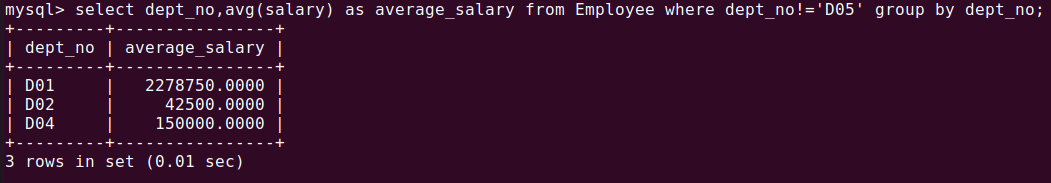 mysql> select dept_no,avg(salary) as average_salary from Employee where dept_no!='D05' group by dept_no;
+---------+----------------+
| dept_no | average_salary |
+---------+----------------+
| D01     |   2278750.0000 |
| D02     |     42500.0000 |
| D04     |    150000.0000 |
+---------+----------------+
3 rows in set (0.01 sec)